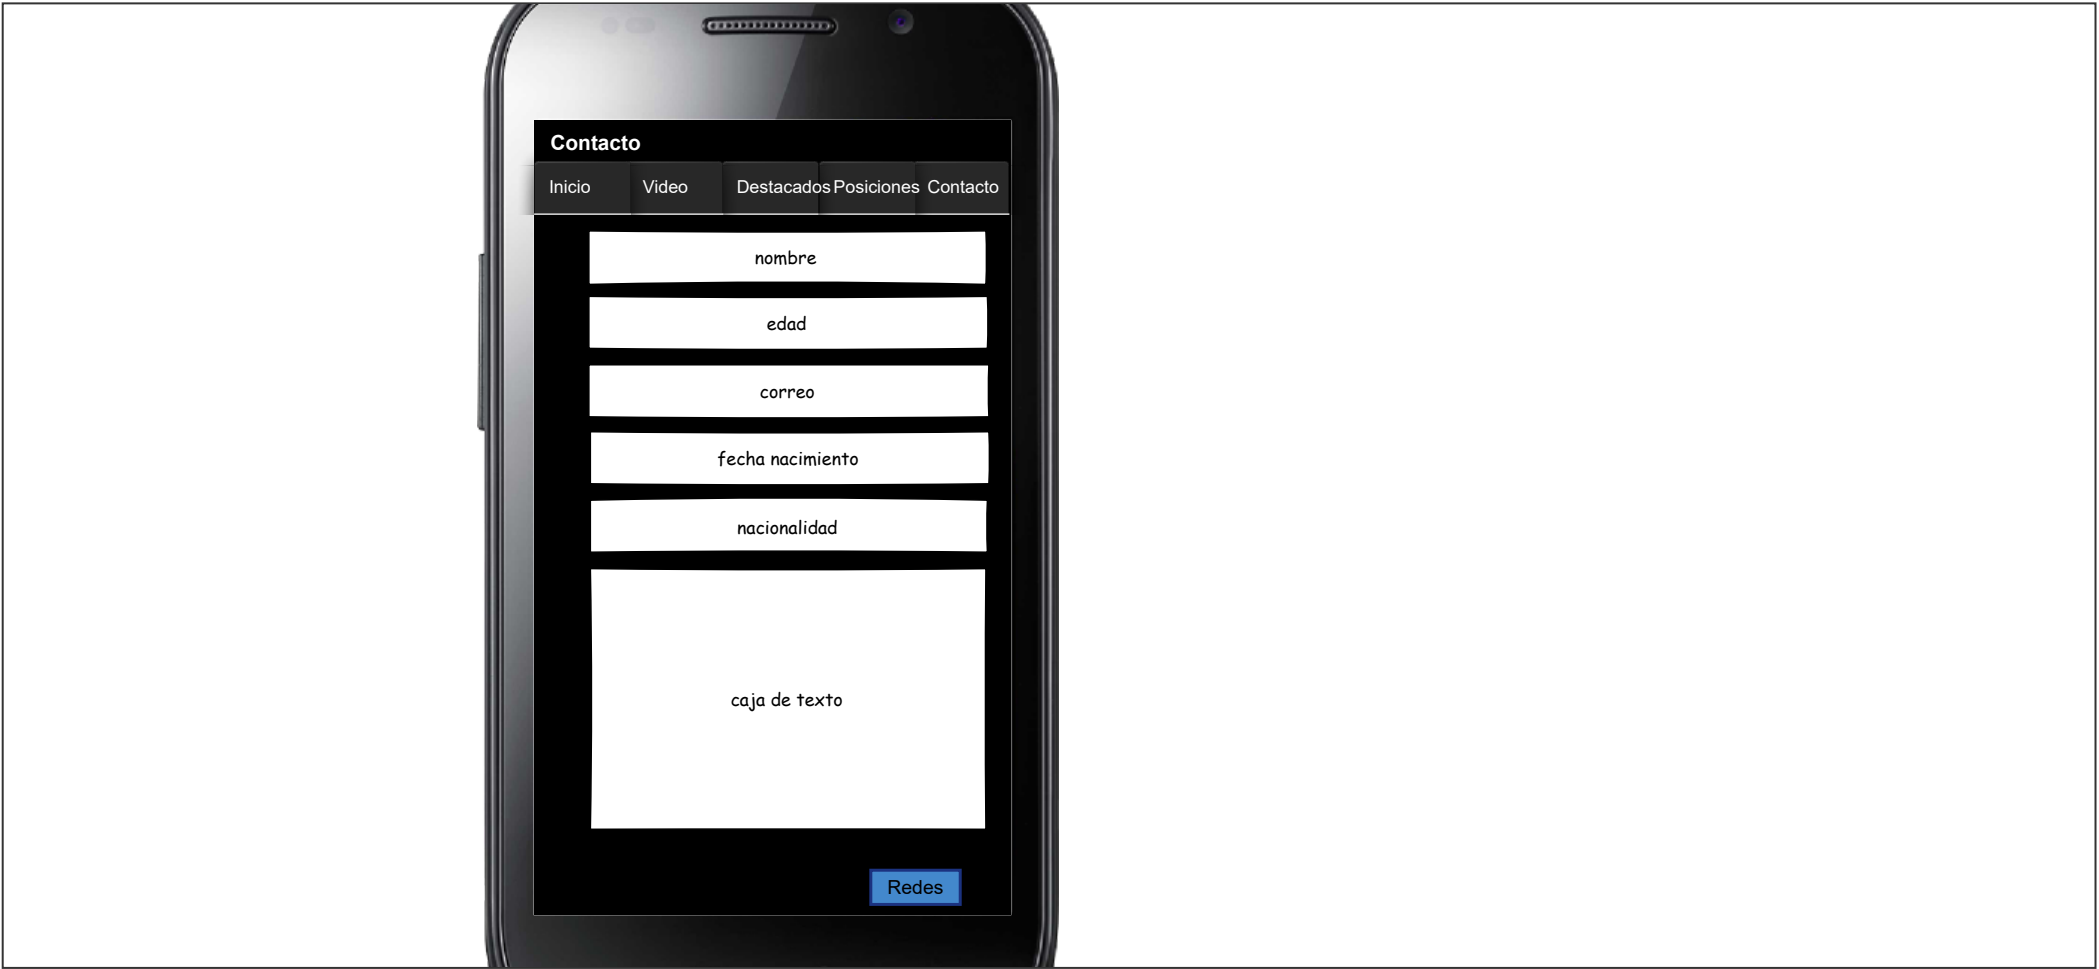 Contacto
Inicio Video Destacados Posiciones Contacto
nombre
edad
correo
fecha nacimiento
nacionalidad
caja de texto
Redes